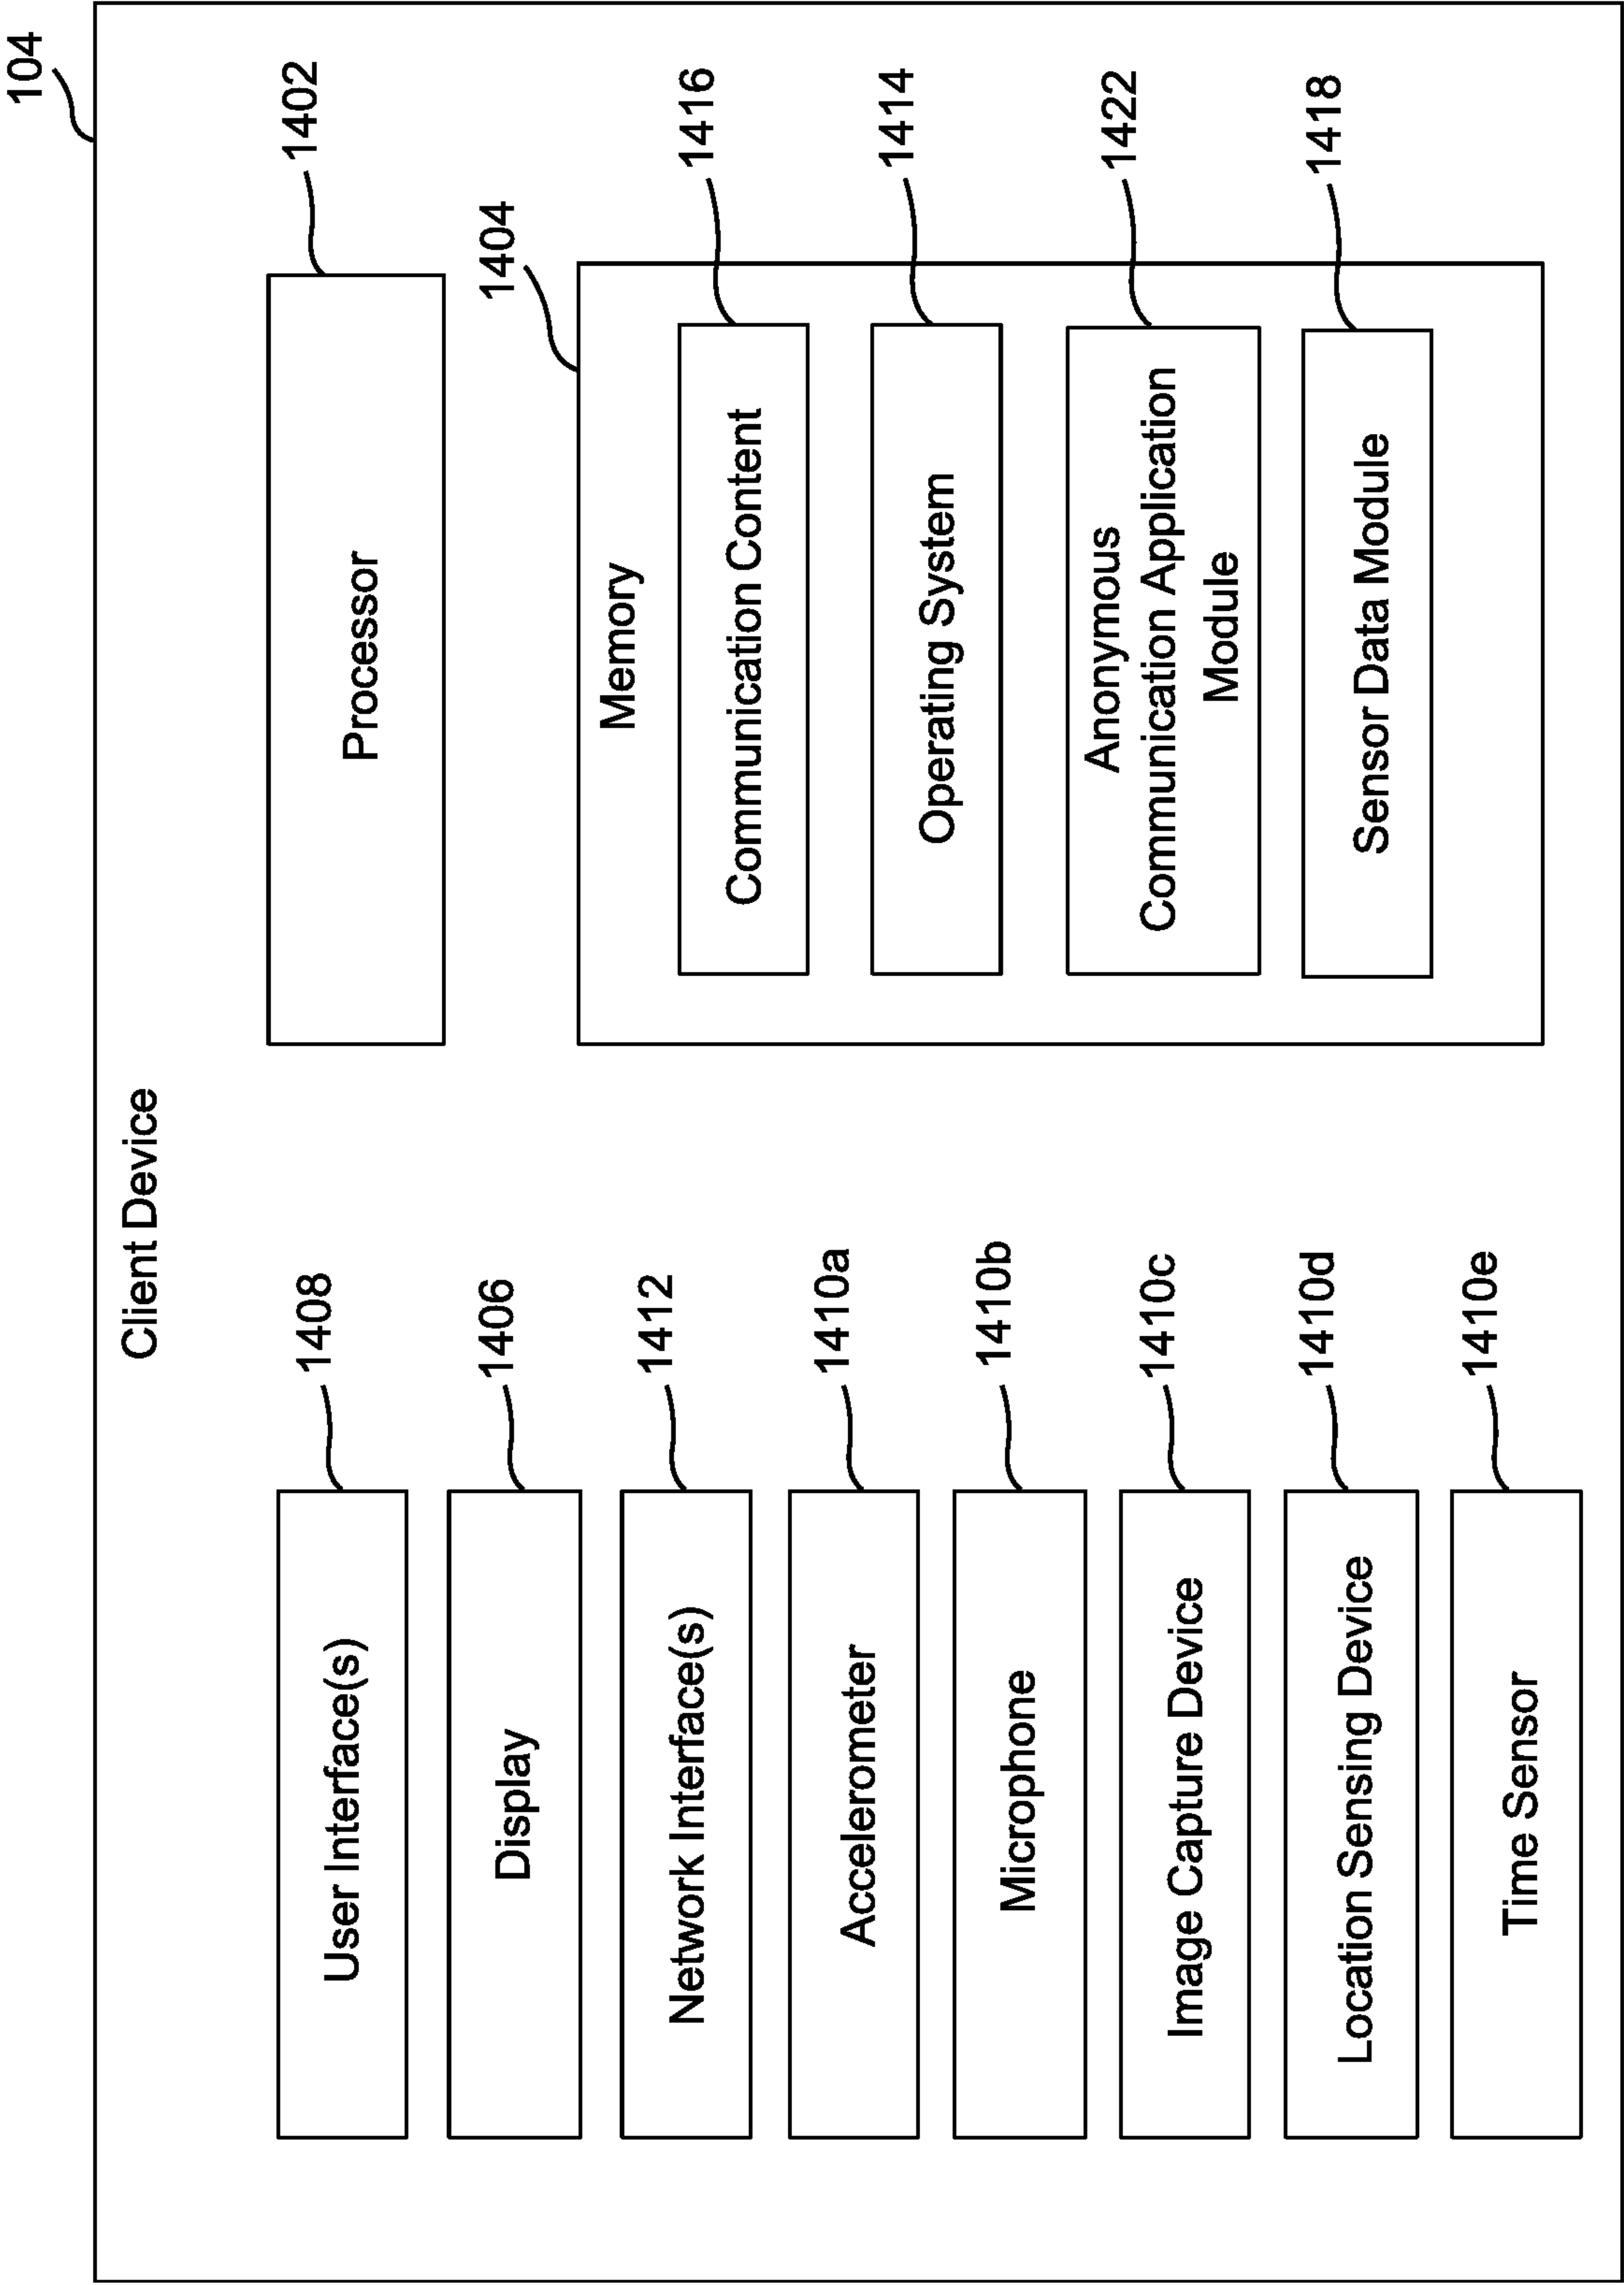 104
Client Device
User Interface(s)
1408
Display
1406
Network Interface(s)
1412
Accelerometer
1410a
Microphone
1410b
Image Capture Device
1410c
Location Sensing Device
1410d
Time Sensor
1410e
Processor
1402
1404
Memory
Communication Content
1416
Operating System
1414
Anonymous
Communication Application
Module
1422
Sensor Data Module
1418